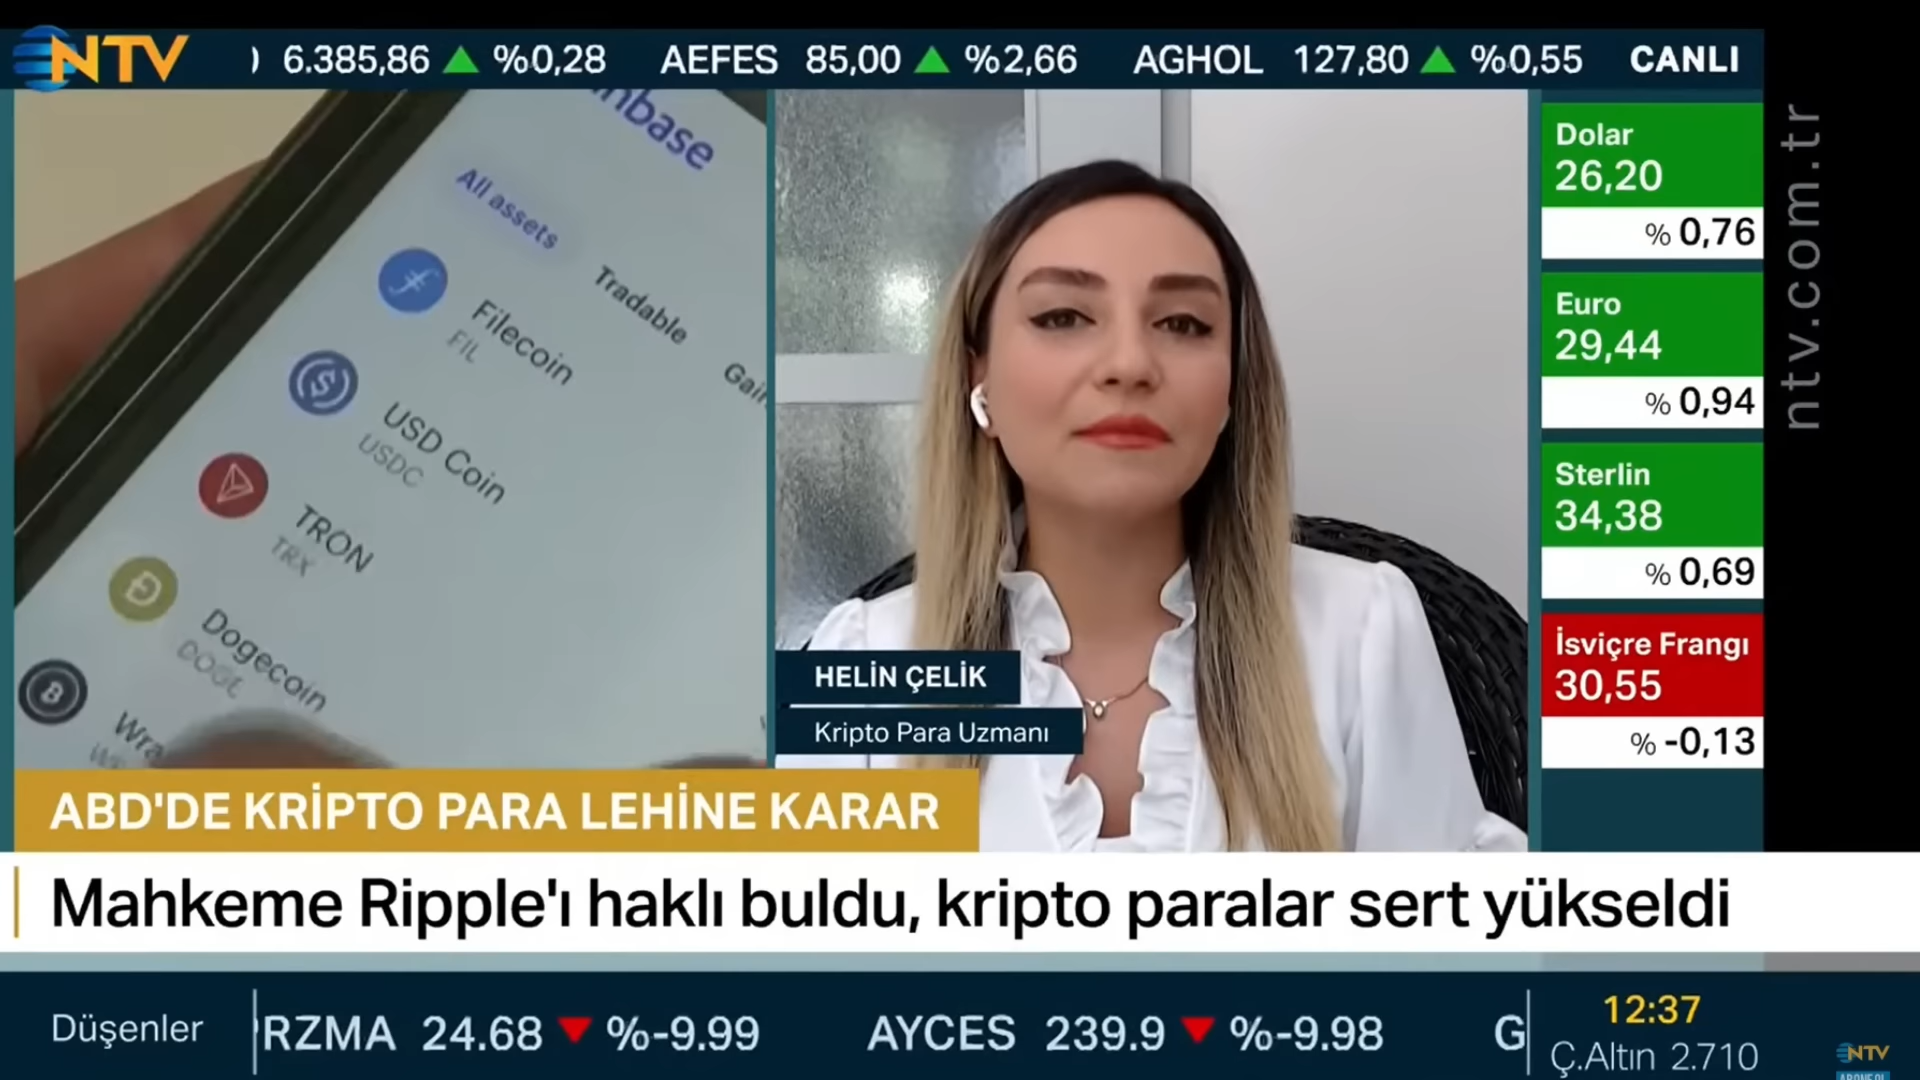 NTV
6.385,86 %0,28 AEFES 85,00 %2,66 AGHOL 127,80 %0,55 CANLI
All assets
Tradable
Filecoin
FIL
USD Coin
USDC
TRON
TRX
Dogecoin
DOGE
HELİN ÇELİK
Kripto Para Uzmanı
Dolar
26,20
% 0,76
Euro
29,44
% 0,94
Sterlin
34,38
% 0,69
İsviçre Frangı
30,55
% -0,13
ntv.com.tr
ABD'DE KRİPTO PARA LEHİNE KARAR
Mahkeme Ripple'ı haklı buldu, kripto paralar sert yükseldi
Düşenler RZMA 24.68 %-9.99 AYCES 239.9 %-9.98 G
12:37
Ç.Altın 2.710
NTV